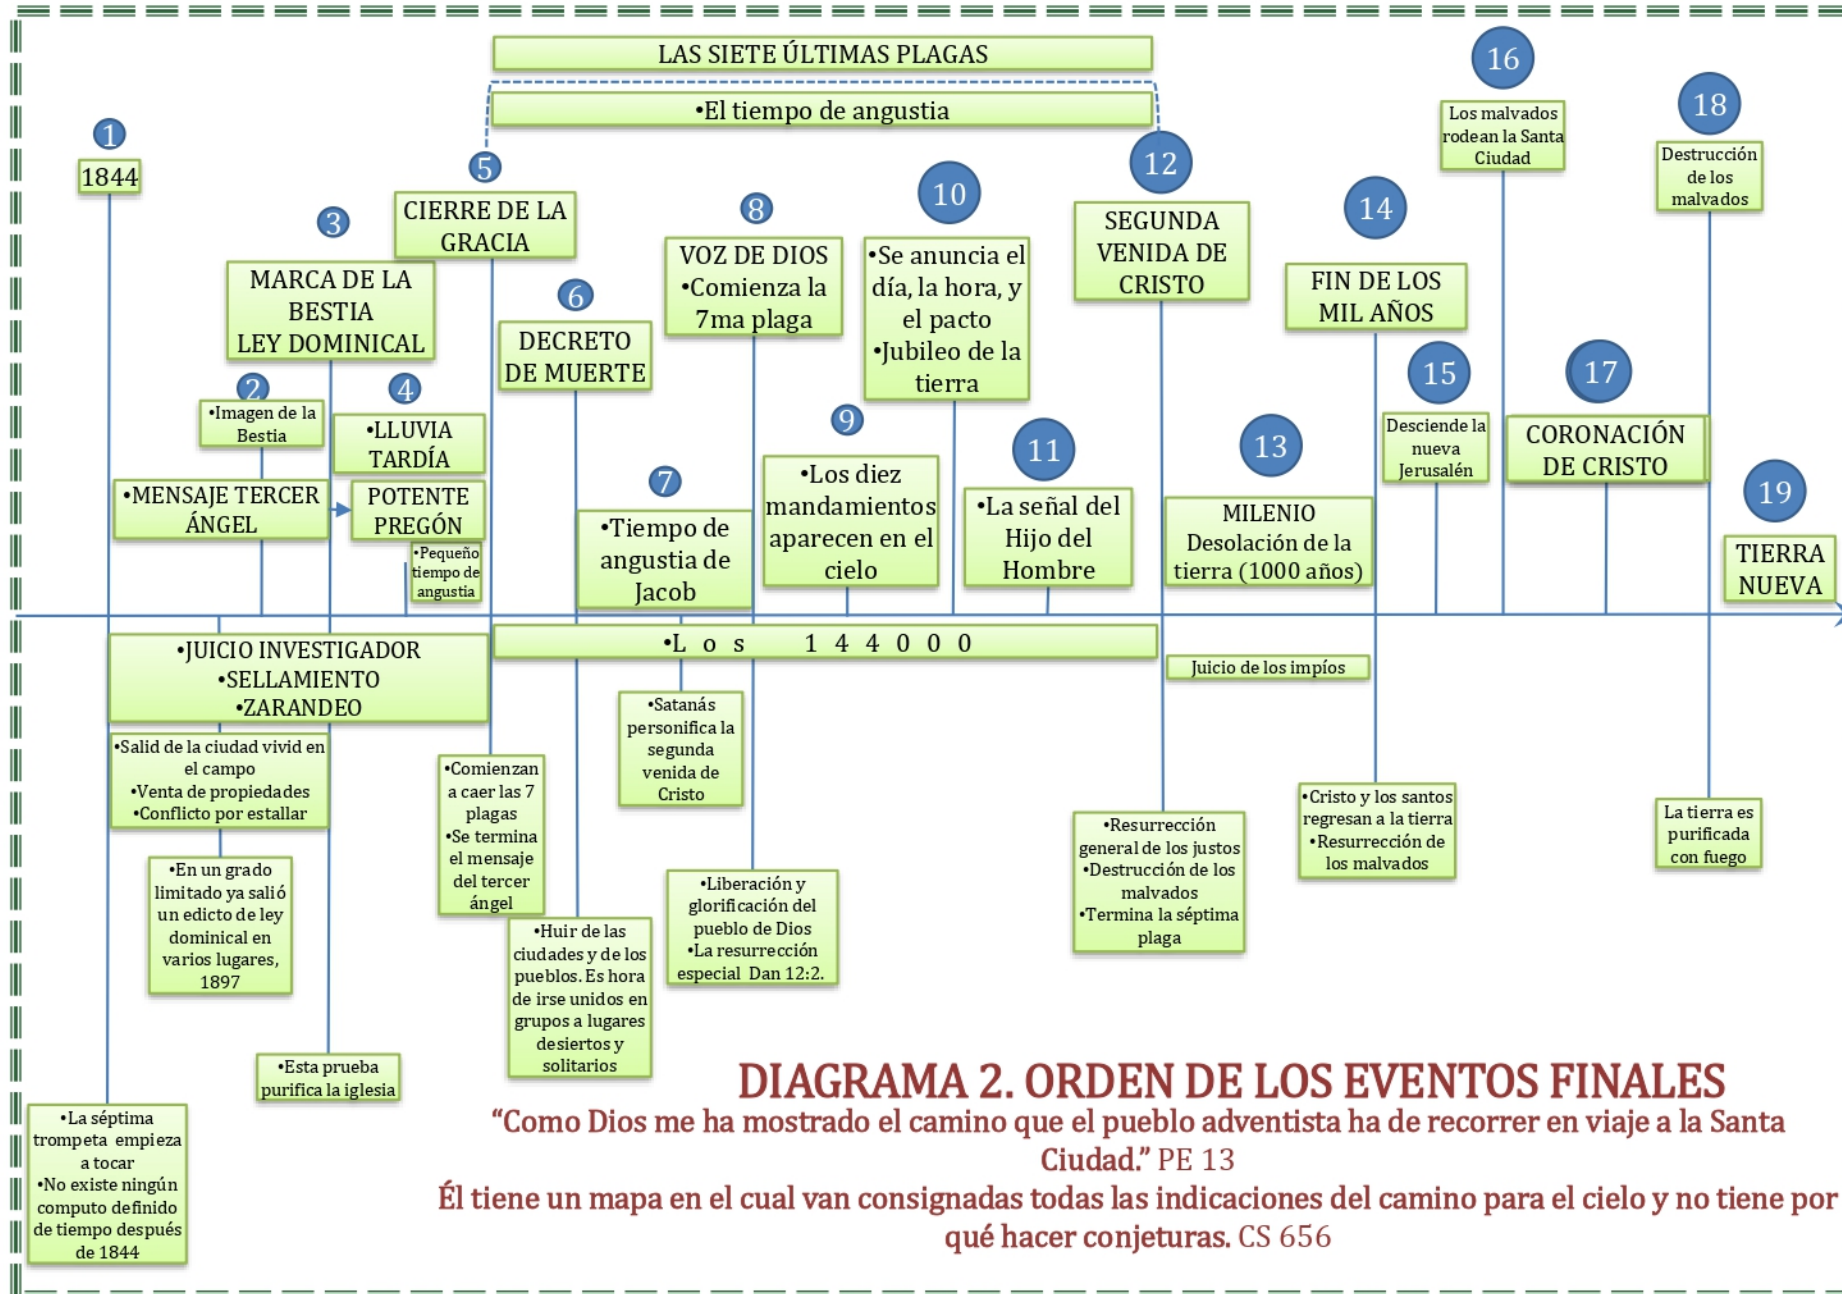 LAS SIETE ÚLTIMAS PLAGAS
•El tiempo de angustia
1
1844
2
•Imagen de la
Bestia
•MENSAJE TERCER
ÁNGEL
3
MARCA DE LA
BESTIA
LEY DOMINICAL
4
•LLUVIA
TARDÍA
POTENTE
PREGÓN
•Pequeño
tiempo de
angustia
5
CIERRE DE LA
GRACIA
6
DECRETO
DE MUERTE
7
•Tiempo de
angustia de
Jacob
8
VOZ DE DIOS
•Comienza la
7ma plaga
9
•Los diez
mandamientos
aparecen en el
cielo
10
•Se anuncia el
día, la hora, y
el pacto
•Jubileo de la
tierra
11
•La señal del
Hijo del
Hombre
12
SEGUNDA
VENIDA DE
CRISTO
13
MILENIO
Desolación de la
tierra (1000 años)
14
FIN DE LOS
MIL AÑOS
15
Desciende la
nueva
Jerusalén
16
Los malvados
rodean la Santa
Ciudad
17
CORONACIÓN
DE CRISTO
18
Destrucción
de los
malvados
19
TIERRA
NUEVA
•JUICIO INVESTIGADOR
•SELLAMIENTO
•ZARANDEO
•L o s 1 4 4 0 0 0
Juicio de los impíos
•Salid de la ciudad vivid en
el campo
•Venta de propiedades
•Conflicto por estallar
•En un grado
limitado ya salió
un edicto de ley
dominical en
varios lugares,
1897
•Esta prueba
purifica la iglesia
•La séptima
trompeta empieza
a tocar
•No existe ningún
computo definido
de tiempo después
de 1844
•Comienzan
a caer las 7
plagas
•Se termina
el mensaje
del tercer
ángel
•Huir de las
ciudades y de los
pueblos. Es hora
de irse unidos en
grupos a lugares
desiertos y
solitarios
•Satanás
personifica la
segunda
venida de
Cristo
•Liberación y
glorificación del
pueblo de Dios
•La resurrección
especial Dan 12:2.
•Resurrección
general de los justos
•Destrucción de los
malvados
•Termina la séptima
plaga
•Cristo y los santos
regresan a la tierra
•Resurrección de
los malvados
La tierra es
purificada
con fuego
DIAGRAMA 2. ORDEN DE LOS EVENTOS FINALES
“Como Dios me ha mostrado el camino que el pueblo adventista ha de recorrer en viaje a la Santa
Ciudad.” PE 13
Él tiene un mapa en el cual van consignadas todas las indicaciones del camino para el cielo y no tiene por
qué hacer conjeturas. CS 656